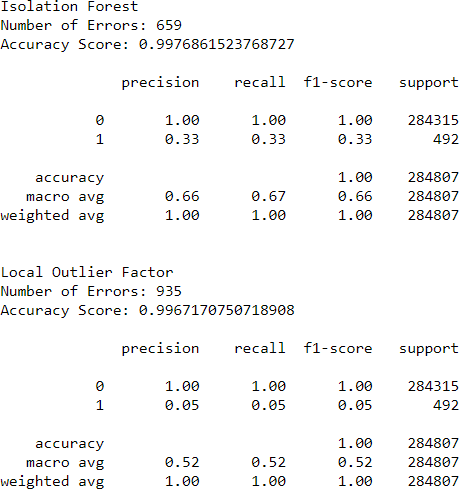 Isolation Forest
Number of Errors: 659
Accuracy Score: 0.9976861523768727
precision recall f1-score support
0 1.00 1.00 1.00 284315
1 0.33 0.33 0.33 492
accuracy 1.00 284807
macro avg 0.66 0.67 0.66 284807
weighted avg 1.00 1.00 1.00 284807
Local Outlier Factor
Number of Errors: 935
Accuracy Score: 0.9967170750718908
precision recall f1-score support
0 1.00 1.00 1.00 284315
1 0.05 0.05 0.05 492
accuracy 1.00 284807
macro avg 0.52 0.52 0.52 284807
weighted avg 1.00 1.00 1.00 284807